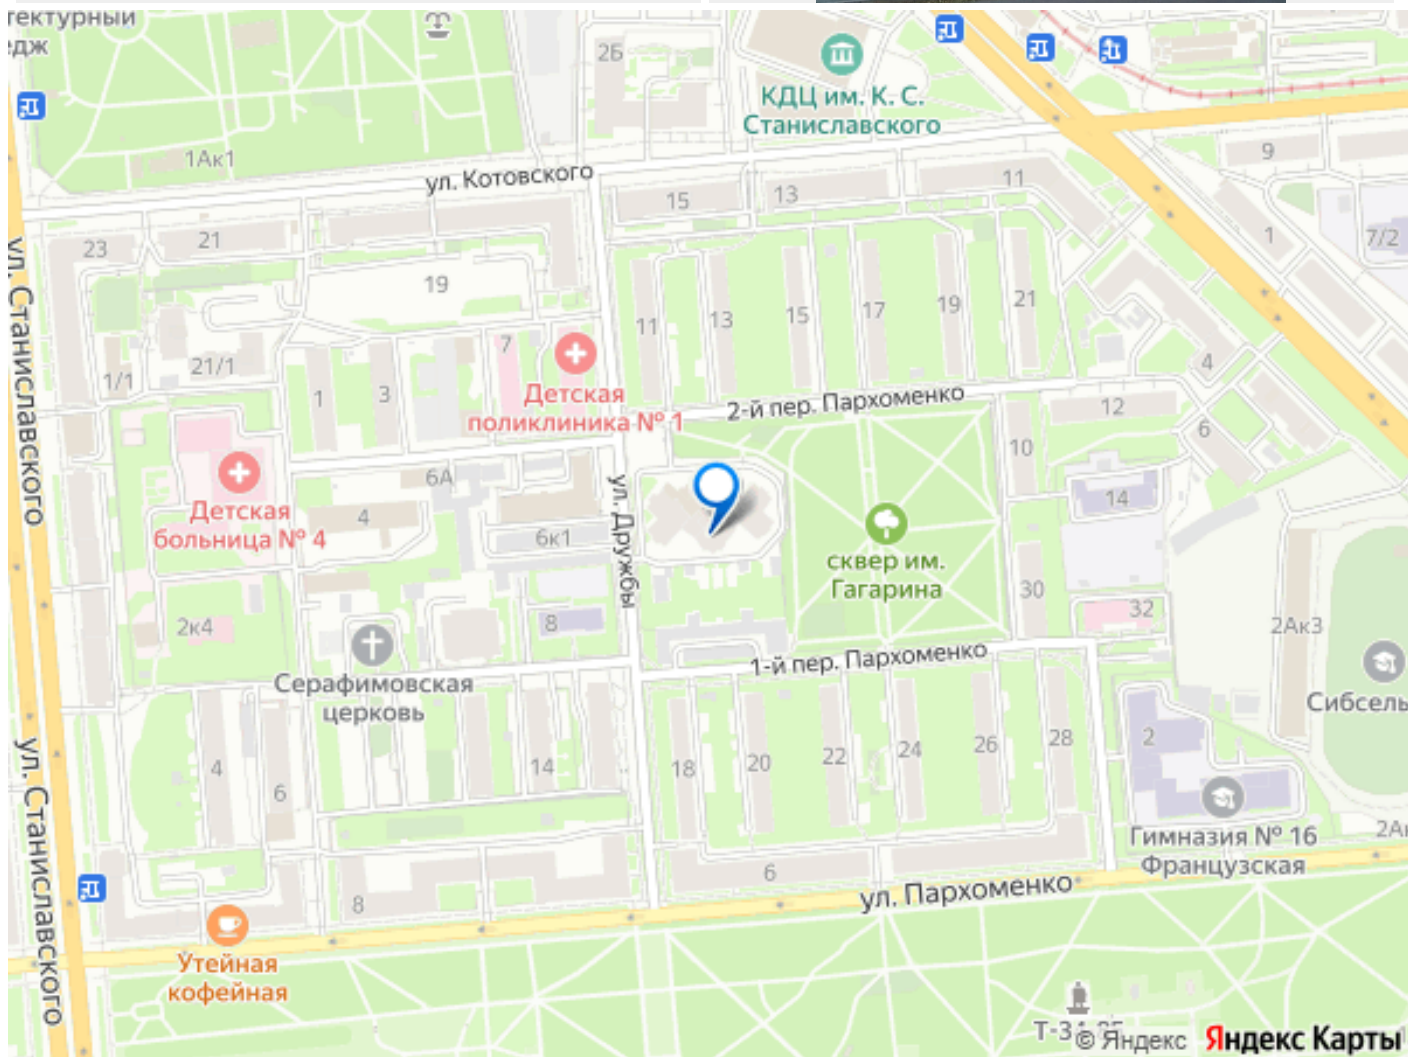 тектурный
едж
2Б
КДЦ им. К. С.
Станиславского
1Ак1
ул. Котовского
15
13
11
9
1
7/2
23
21
19
11
13
15
17
19
21
3
4
7
21/1
1/1
1
3
Детская
поликлиника № 1
2-й пер. Пархоменко
12
6
10
14
ул. Станиславского
6А
4
Детская
больница № 4
6к1
ул. Дружбы
сквер им.
Гагарина
30
32
2Ак3
2к4
8
Серафимовская
церковь
1-й пер. Пархоменко
Сибсель
ул. Станиславского
4
6
14
18
20
22
24
26
28
2
Гимназия № 16
Французская
6
8
ул. Пархоменко
Утейная
кофейная
© Яндекс
Яндекс Карты